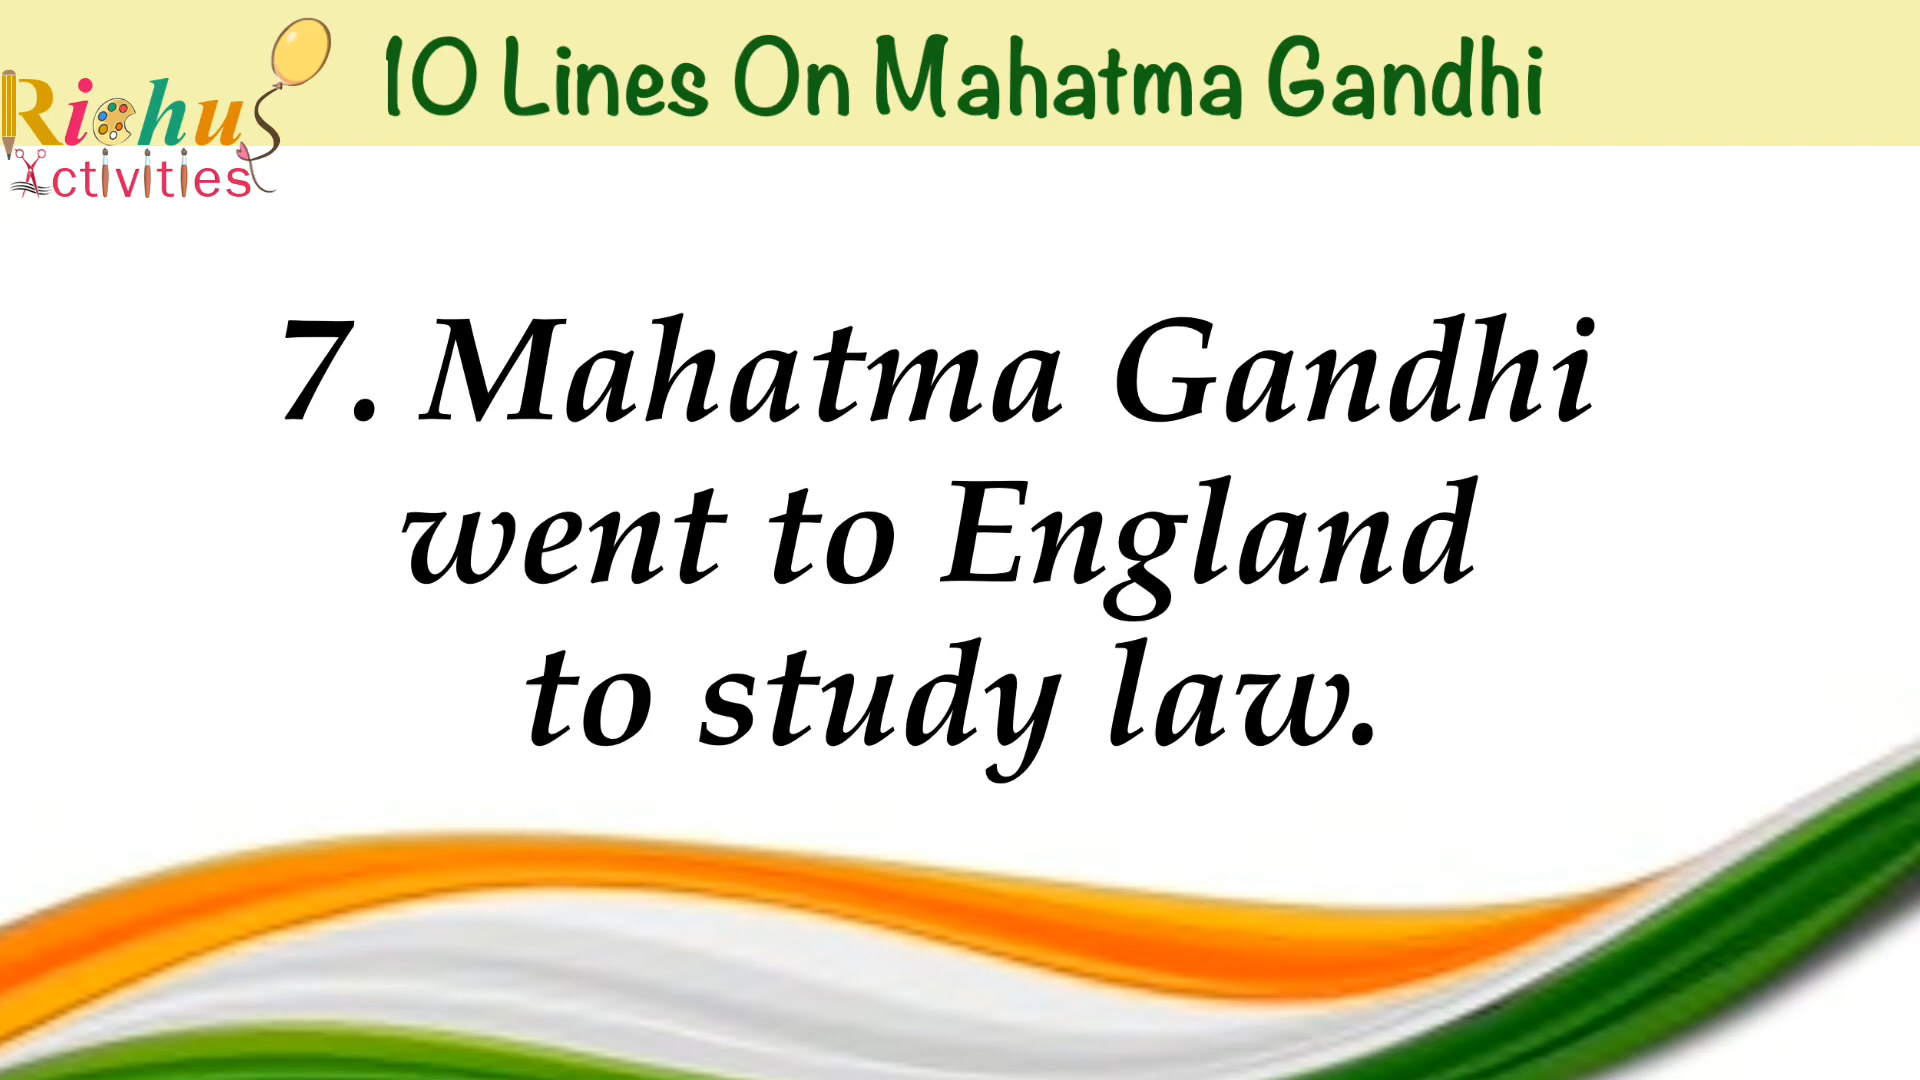 10 Lines On Mahatma Gandhi
Richus
Activities
7. Mahatma Gandhi
went to England
to study law.